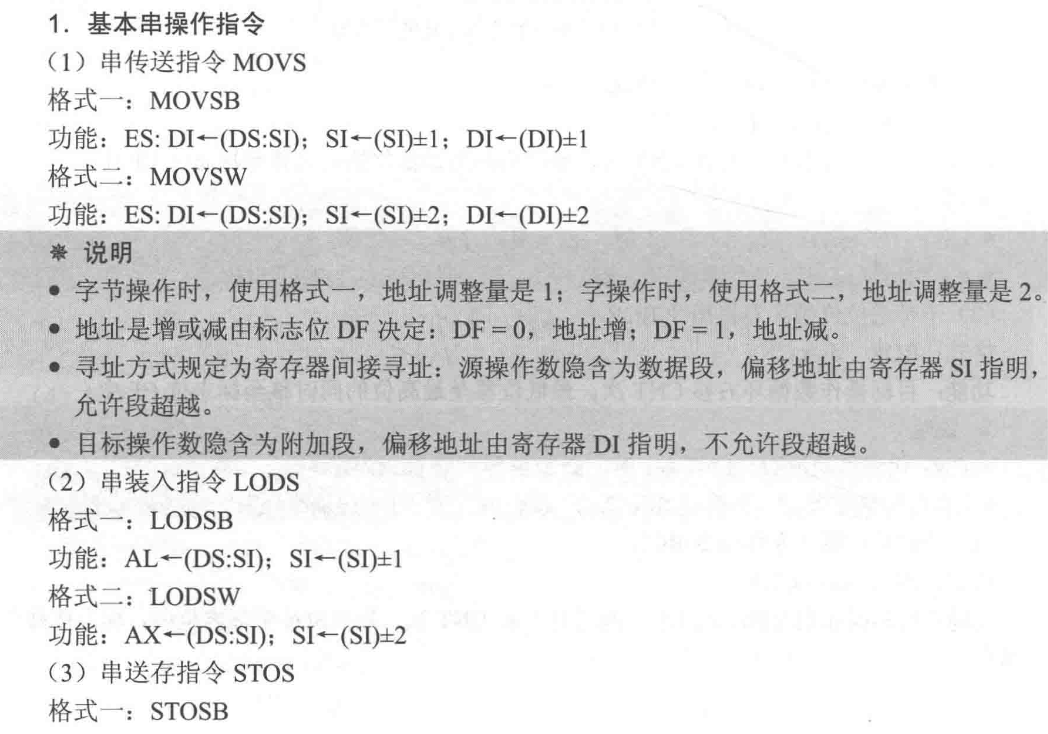 1. 基本串操作指令
（1）串传送指令 MOVS
格式一：MOVSB
功能：ES: DI←(DS:SI)；SI←(SI)±1；DI←(DI)±1
格式二：MOVSW
功能：ES: DI←(DS:SI)；SI←(SI)±2；DI←(DI)±2
※ 说明
● 字节操作时，使用格式一，地址调整量是 1；字操作时，使用格式二，地址调整量是 2。
● 地址是增或减由标志位 DF 决定：DF = 0，地址增；DF = 1，地址减。
● 寻址方式规定为寄存器间接寻址：源操作数隐含为数据段，偏移地址由寄存器 SI 指明，
允许段超越。
● 目标操作数隐含为附加段，偏移地址由寄存器 DI 指明，不允许段超越。
（2）串装入指令 LODS
格式一：LODSB
功能：AL←(DS:SI)；SI←(SI)±1
格式二：LODSW
功能：AX←(DS:SI)；SI←(SI)±2
（3）串送存指令 STOS
格式一：STOSB